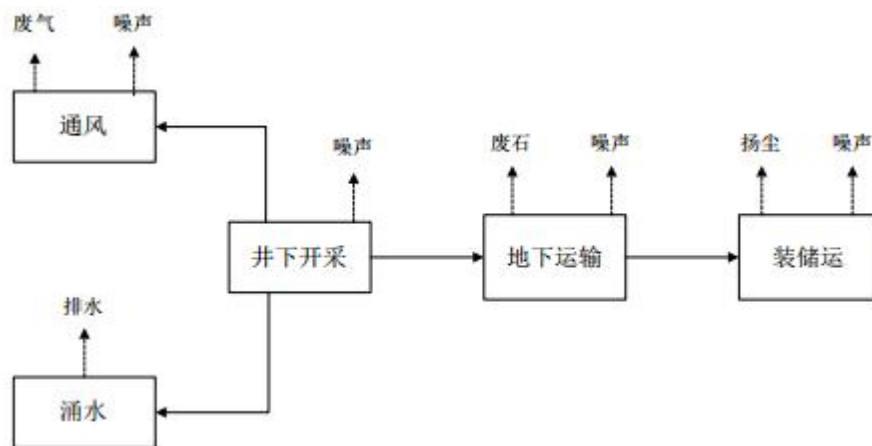 废气 噪声
通风
噪声 废石 噪声 扬尘 噪声
井下开采 地下运输 装储运
排水
涌水